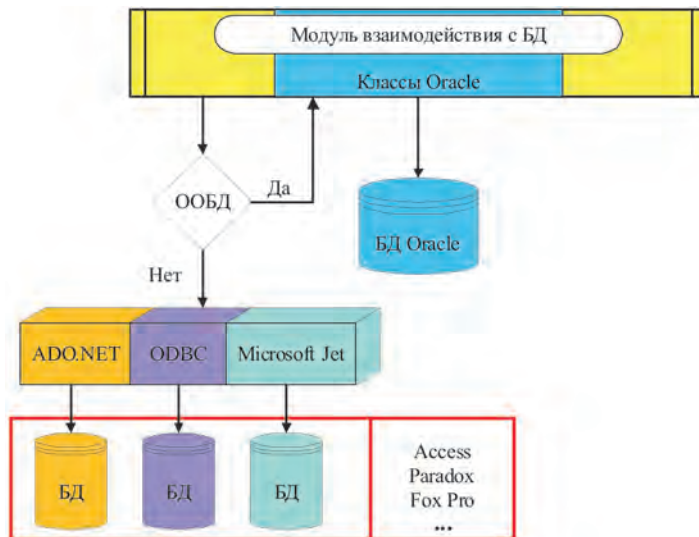 Модуль взаимодействия с БД
Классы Oracle
ООБД
Да
БД Oracle
Нет
ADO.NET
ODBC
Microsoft Jet
БД
БД
БД
Access
Paradox
Fox Pro
...